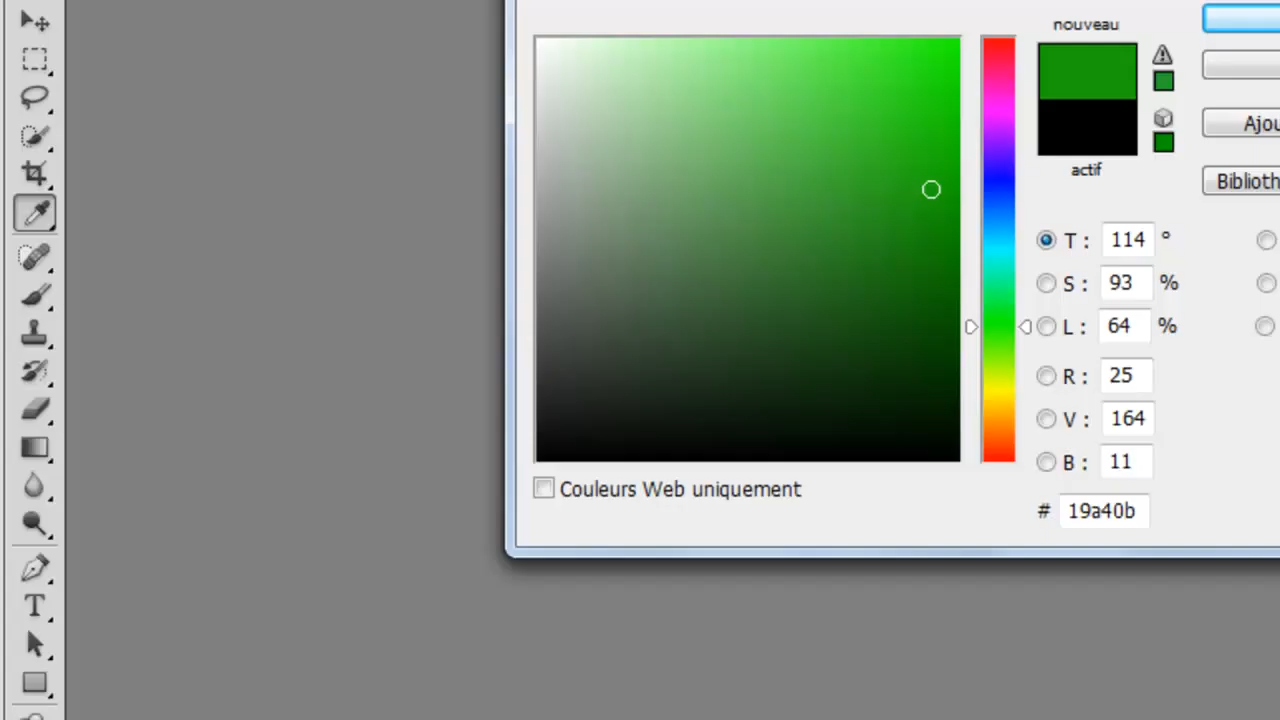 nouveau
actif
Ajou
Biblioth
T : 114 °
S : 93 %
L : 64 %
R : 25
V : 164
B : 11
# 19a40b
Couleurs Web uniquement
T